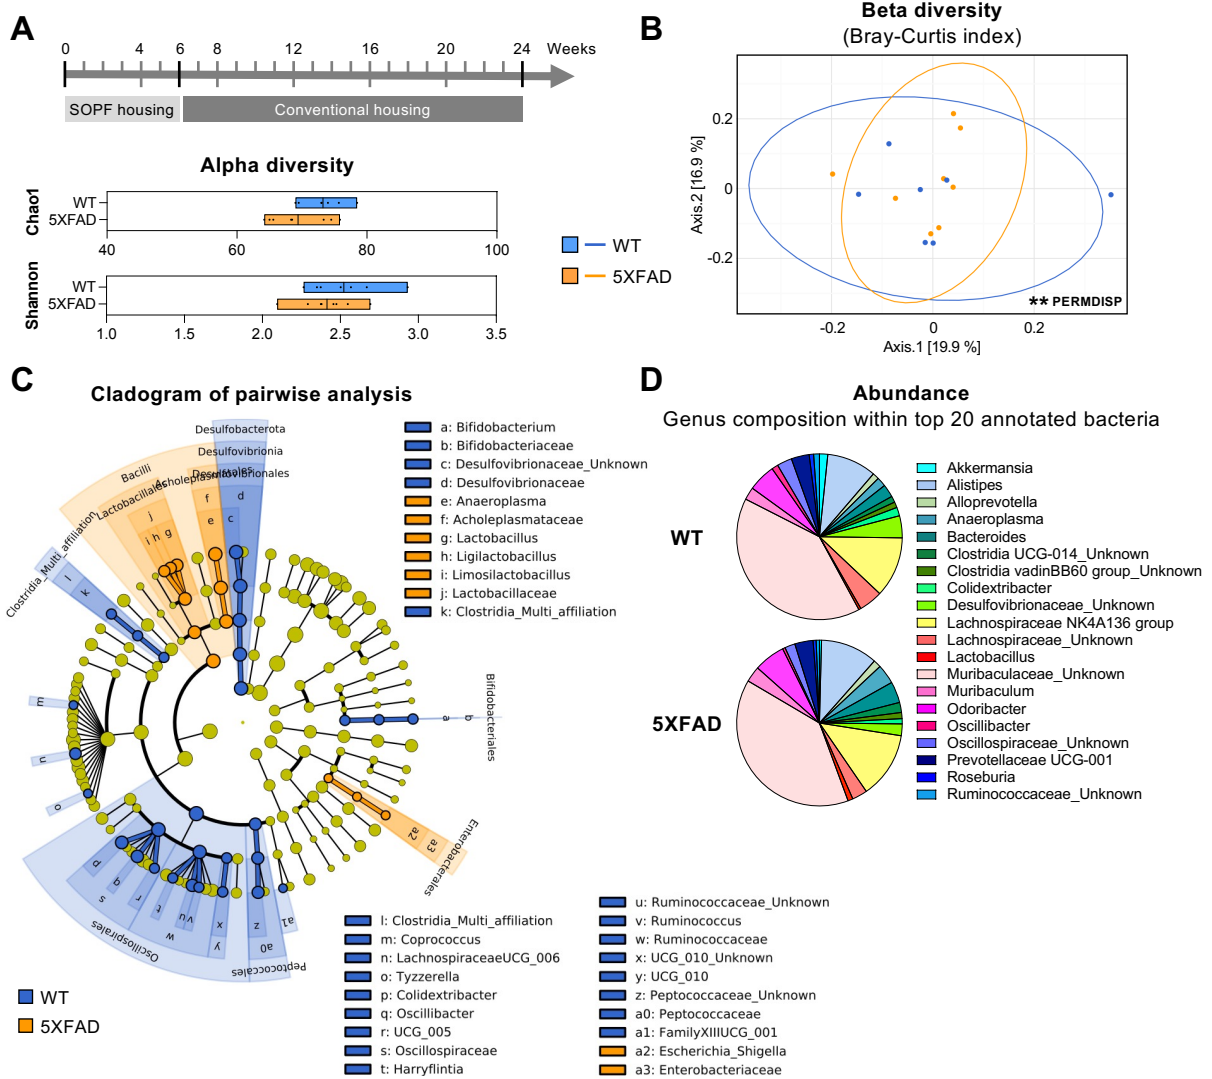 A
0 4 6 8 12 16 20 24 Weeks
SOPF housing
Conventional housing
Alpha diversity
Chao1
WT
5XFAD
40 60 80 100
Shannon
WT
5XFAD
1.0 1.5 2.0 2.5 3.0 3.5
WT
5XFAD
B
Beta diversity
(Bray-Curtis index)
Axis.2 [16.9 %]
0.2
0
-0.2
** PERMDISP
-0.2 0 0.2
Axis.1 [19.9 %]
C
Cladogram of pairwise analysis
Desulfobacterota
Desulfovibrionia
Desulfovibrionales
Bacilli
Lactobacillales
Clostridia_Multi_affiliation
Bifidobacteriales
Enterobacterales
Peptococcales
Oscillospirales
a
b
c
d
e
f
g
h
i
j
k
l
m
u
o
p
q
r
s
t
vu
w
x
y
z
a0
a1
a2
a3
a: Bifidobacterium
b: Bifidobacteriaceae
c: Desulfovibrionaceae_Unknown
d: Desulfovibrionaceae
e: Anaeroplasma
f: Acholeplasmataceae
g: Lactobacillus
h: Ligilactobacillus
i: Limosilactobacillus
j: Lactobacillaceae
k: Clostridia_Multi_affiliation
l: Clostridia_Multi_affiliation
m: Coprococcus
n: LachnospiraceaeUCG_006
o: Tyzzerella
p: Colidextribacter
q: Oscillibacter
r: UCG_005
s: Oscillospiraceae
t: Harryflintia
u: Ruminococcaceae_Unknown
v: Ruminococcus
w: Ruminococcaceae
x: UCG_010_Unknown
y: UCG_010
z: Peptococcaceae_Unknown
a0: Peptococcaceae
a1: FamilyXIIIUCG_001
a2: Escherichia_Shigella
a3: Enterobacteriaceae
WT
5XFAD
D
Abundance
Genus composition within top 20 annotated bacteria
WT
5XFAD
Akkermansia
Alistipes
Alloprevotella
Anaeroplasma
Bacteroides
Clostridia UCG-014_Unknown
Clostridia vadinBB60 group_Unknown
Colidextribacter
Desulfovibrionaceae_Unknown
Lachnospiraceae NK4A136 group
Lachnospiraceae_Unknown
Lactobacillus
Muribaculaceae_Unknown
Muribaculum
Odoribacter
Oscillibacter
Oscillospiraceae_Unknown
Prevotellaceae UCG-001
Roseburia
Ruminococcaceae_Unknown